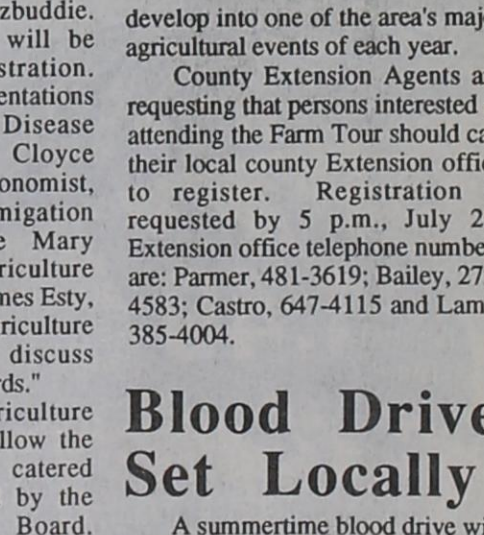 zbuddie.
will be
stration.
entations
Disease
Cloyce
onomist,
migation
e Mary
riculture
mes Esty,
riculture
discuss
rds."
riculture
llow the
catered
by the
Board.
develop into one of the area's maj
agricultural events of each year.
County Extension Agents a
requesting that persons interested
attending the Farm Tour should ca
their local county Extension offic
to register. Registration
requested by 5 p.m., July 2
Extension office telephone numbe
are: Parmer, 481-3619; Bailey, 27
4583; Castro, 647-4115 and Lam
385-4004.
Blood Drive
Set Locally
A summertime blood drive wi